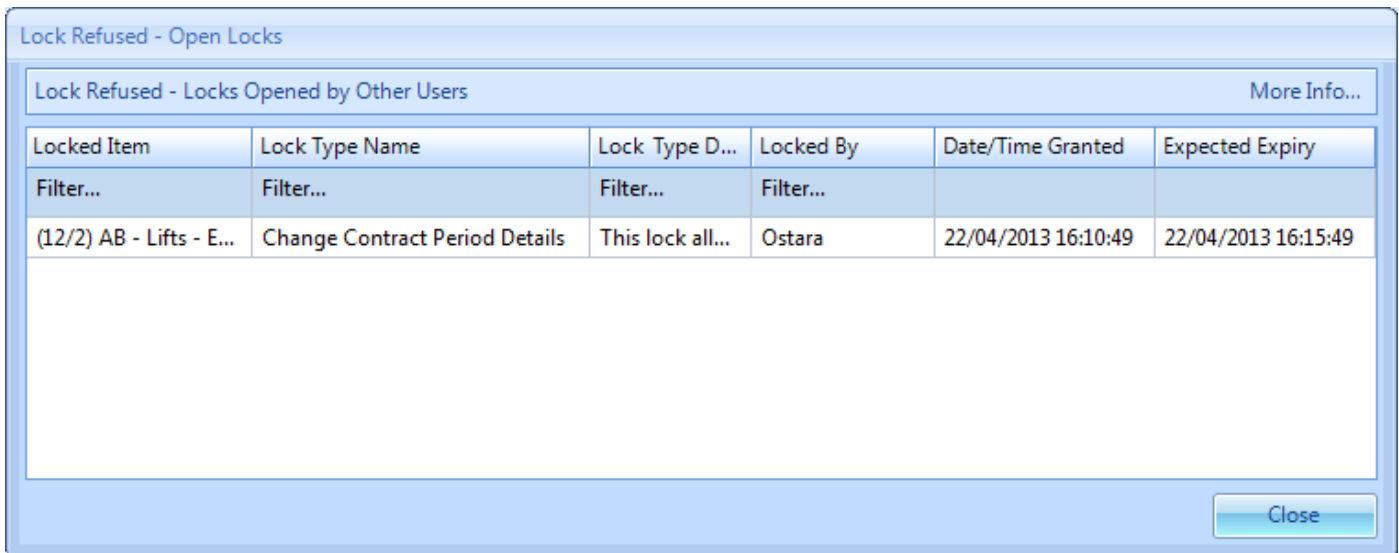 Lock Refused - Open Locks
Lock Refused - Locks Opened by Other Users More Info...
Locked Item Lock Type Name Lock Type D... Locked By Date/Time Granted Expected Expiry
Filter... Filter... Filter... Filter...
(12/2) AB - Lifts - E... Change Contract Period Details This lock all... Ostara 22/04/2013 16:10:49 22/04/2013 16:15:49
Close